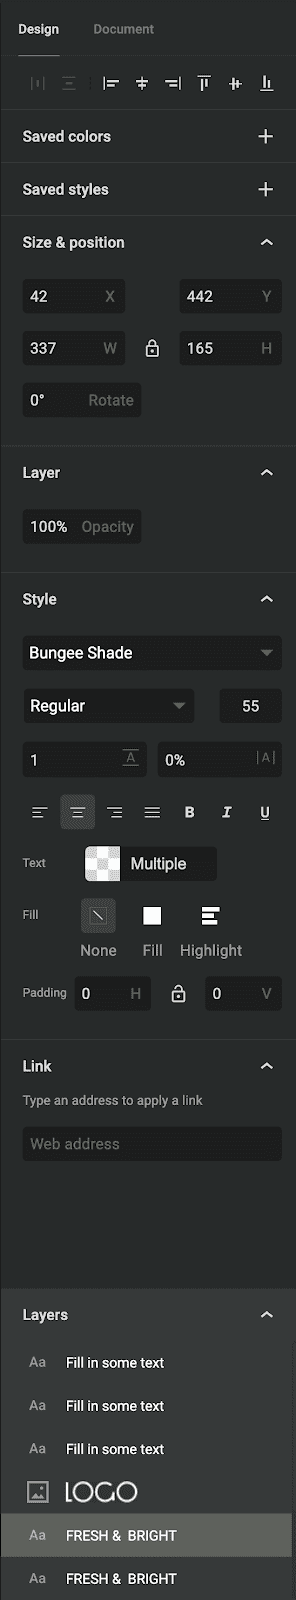 Design Document
Saved colors
Saved styles
Size & position
42 X 442 Y
337 W 165 H
0° Rotate
Layer
100% Opacity
Style
Bungee Shade
Regular 55
1 A 0% |A|
B I U
Text Multiple
Fill
None Fill Highlight
Padding 0 H 0 V
Link
Type an address to apply a link
Web address
Layers
Aa Fill in some text
Aa Fill in some text
Aa Fill in some text
LOGO
Aa FRESH & BRIGHT
Aa FRESH & BRIGHT